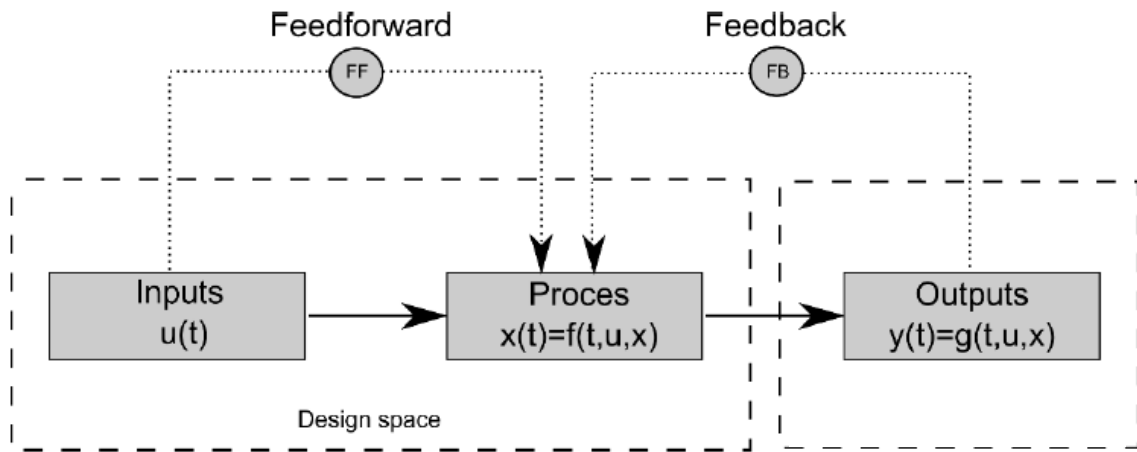 Feedforward
Feedback
FF
FB
Inputs
u(t)
Proces
x(t)=f(t,u,x)
Outputs
y(t)=g(t,u,x)
Design space